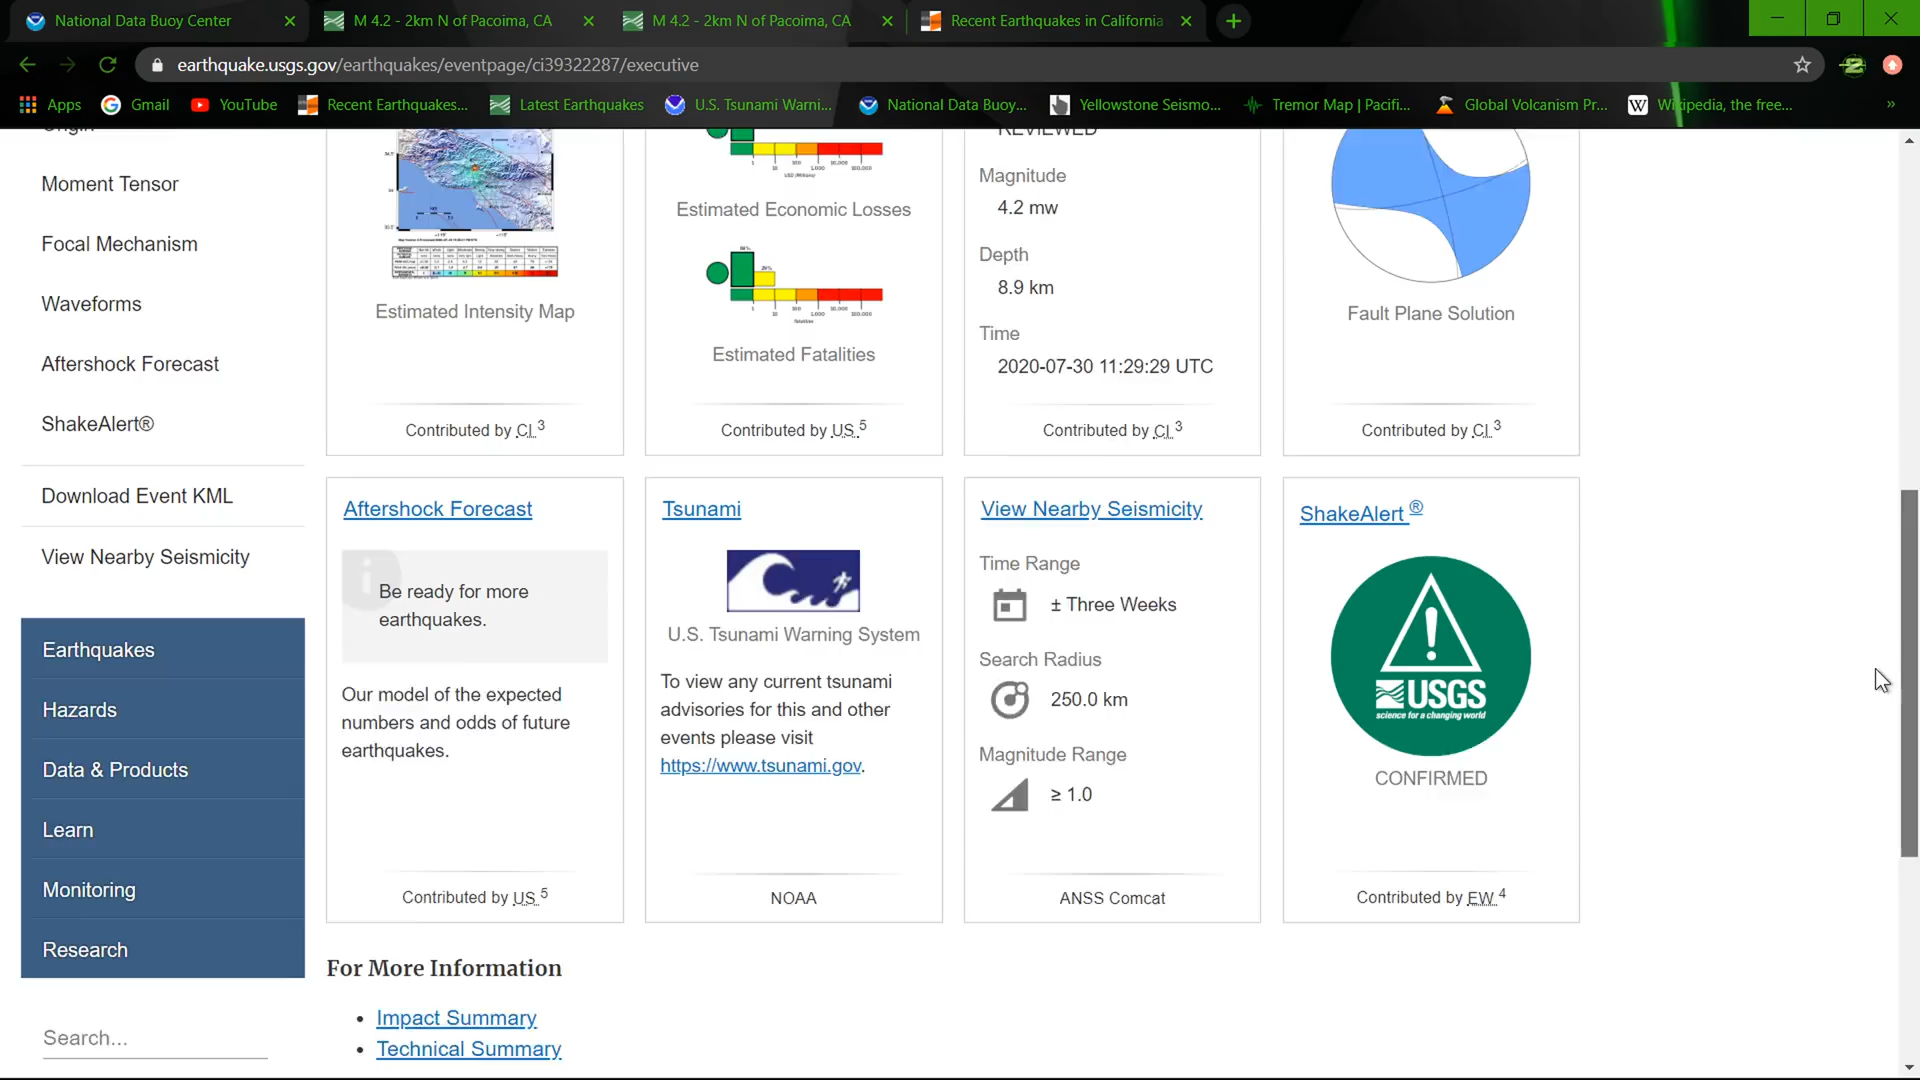 National Data Buoy Center
M 4.2 - 2km N of Pacoima, CA
M 4.2 - 2km N of Pacoima, CA
Recent Earthquakes in California
earthquake.usgs.gov/earthquakes/eventpage/ci39322287/executive
Apps
Gmail
YouTube
Recent Earthquakes...
Latest Earthquakes
U.S. Tsunami Warni...
National Data Buoy...
Yellowstone Seismo...
Tremor Map | Pacifi...
Global Volcanism Pr...
Wikipedia, the free...
»
Origin
Moment Tensor
Focal Mechanism
Waveforms
Aftershock Forecast
ShakeAlert®
Download Event KML
View Nearby Seismicity
Earthquakes
Hazards
Data & Products
Learn
Monitoring
Research
Search...
Estimated Intensity Map
Contributed by CI 3
Estimated Economic Losses
Estimated Fatalities
Contributed by US 5
REVIEWED
Magnitude
4.2 mw
Depth
8.9 km
Time
2020-07-30 11:29:29 UTC
Contributed by CI 3
Fault Plane Solution
Contributed by CI 3
Aftershock Forecast
Be ready for more
earthquakes.
Our model of the expected
numbers and odds of future
earthquakes.
Contributed by US 5
Tsunami
U.S. Tsunami Warning System
To view any current tsunami
advisories for this and other
events please visit
https://www.tsunami.gov.
NOAA
View Nearby Seismicity
Time Range
± Three Weeks
Search Radius
250.0 km
Magnitude Range
≥ 1.0
ANSS Comcat
ShakeAlert ®
USGS
science for a changing world
CONFIRMED
Contributed by EW 4
For More Information
Impact Summary
Technical Summary